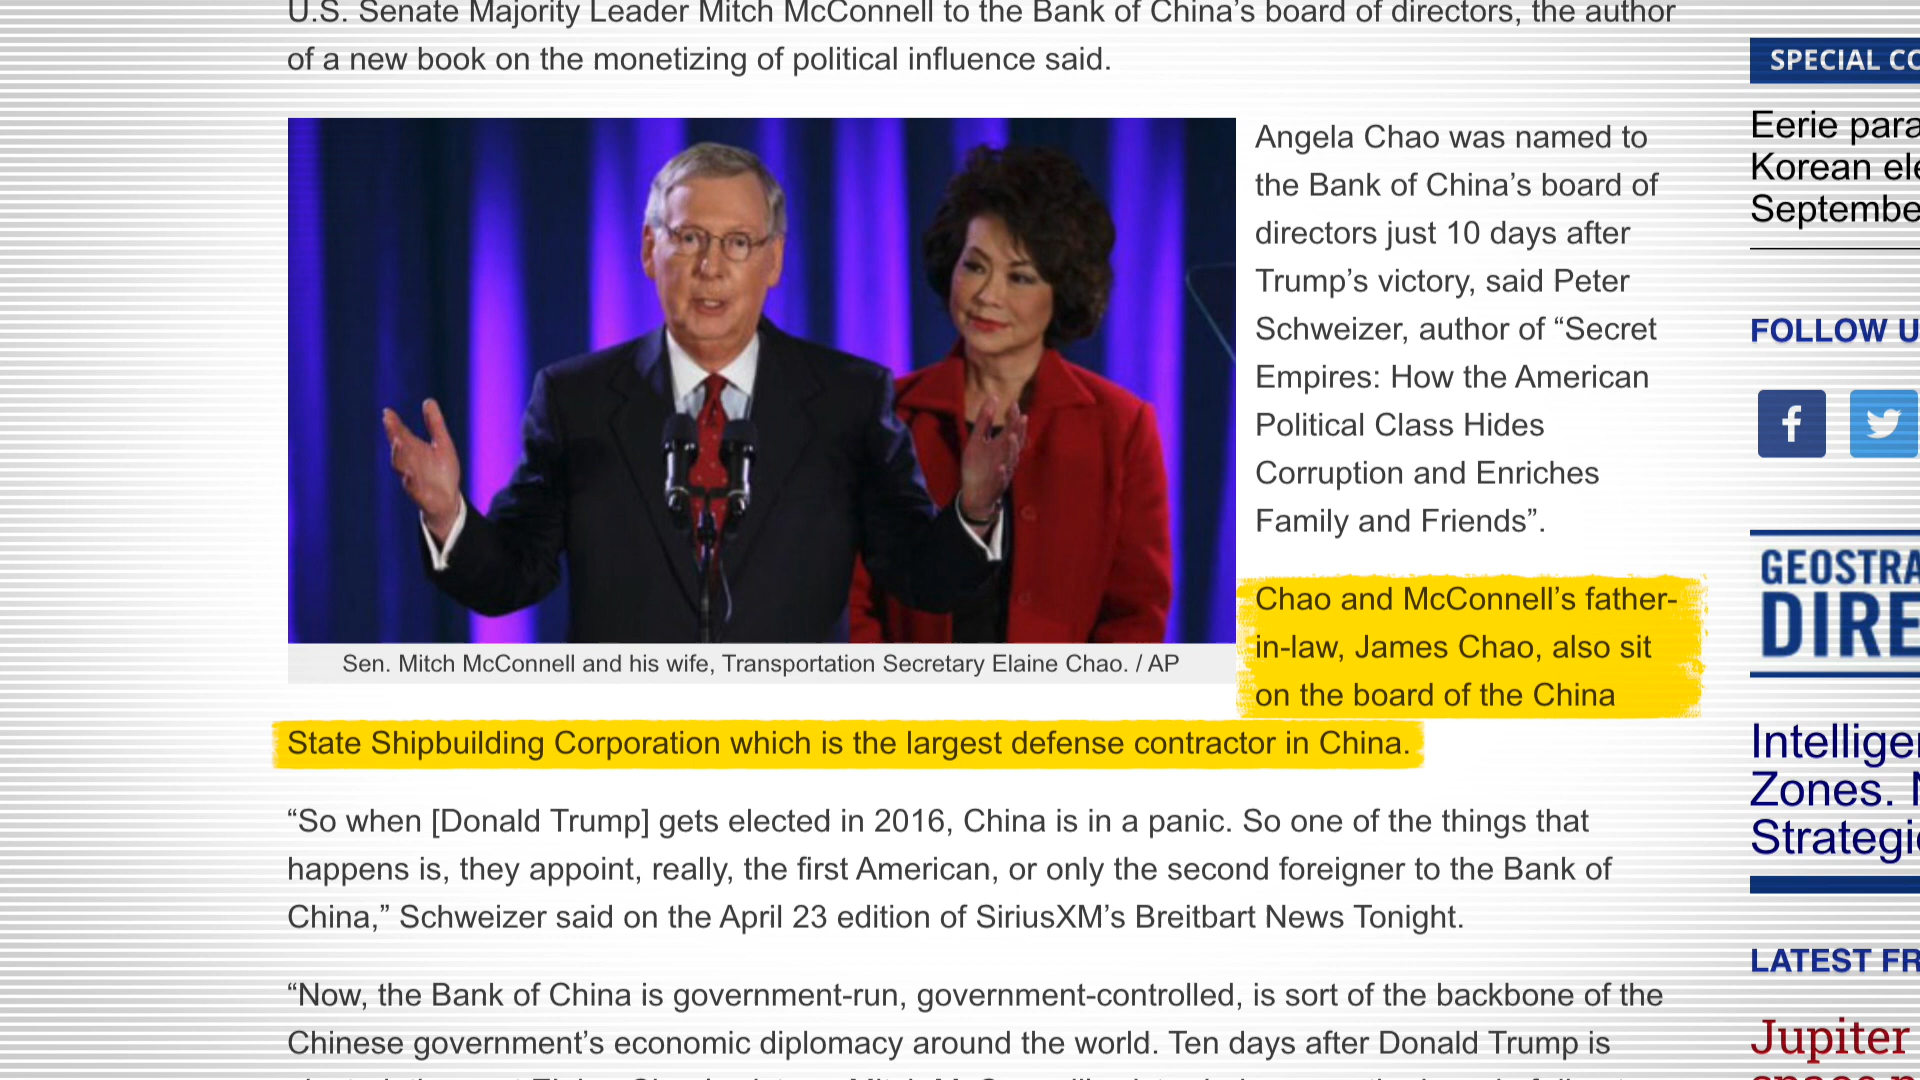 U.S. Senate Majority Leader Mitch McConnell to the Bank of China’s board of directors, the author
of a new book on the monetizing of political influence said.
Angela Chao was named to
the Bank of China’s board of
directors just 10 days after
Trump’s victory, said Peter
Schweizer, author of “Secret
Empires: How the American
Political Class Hides
Corruption and Enriches
Family and Friends”.
Sen. Mitch McConnell and his wife, Transportation Secretary Elaine Chao. / AP
Chao and McConnell’s father-
in-law, James Chao, also sit
on the board of the China
State Shipbuilding Corporation which is the largest defense contractor in China.
“So when [Donald Trump] gets elected in 2016, China is in a panic. So one of the things that
happens is, they appoint, really, the first American, or only the second foreigner to the Bank of
China,” Schweizer said on the April 23 edition of SiriusXM’s Breitbart News Tonight.
“Now, the Bank of China is government-run, government-controlled, is sort of the backbone of the
Chinese government’s economic diplomacy around the world. Ten days after Donald Trump is
SPECIAL CO
Eerie para
Korean ele
Septembe
FOLLOW U
GEOSTRA
DIRE
Intellige
Zones.
Strategi
LATEST FR
Jupiter